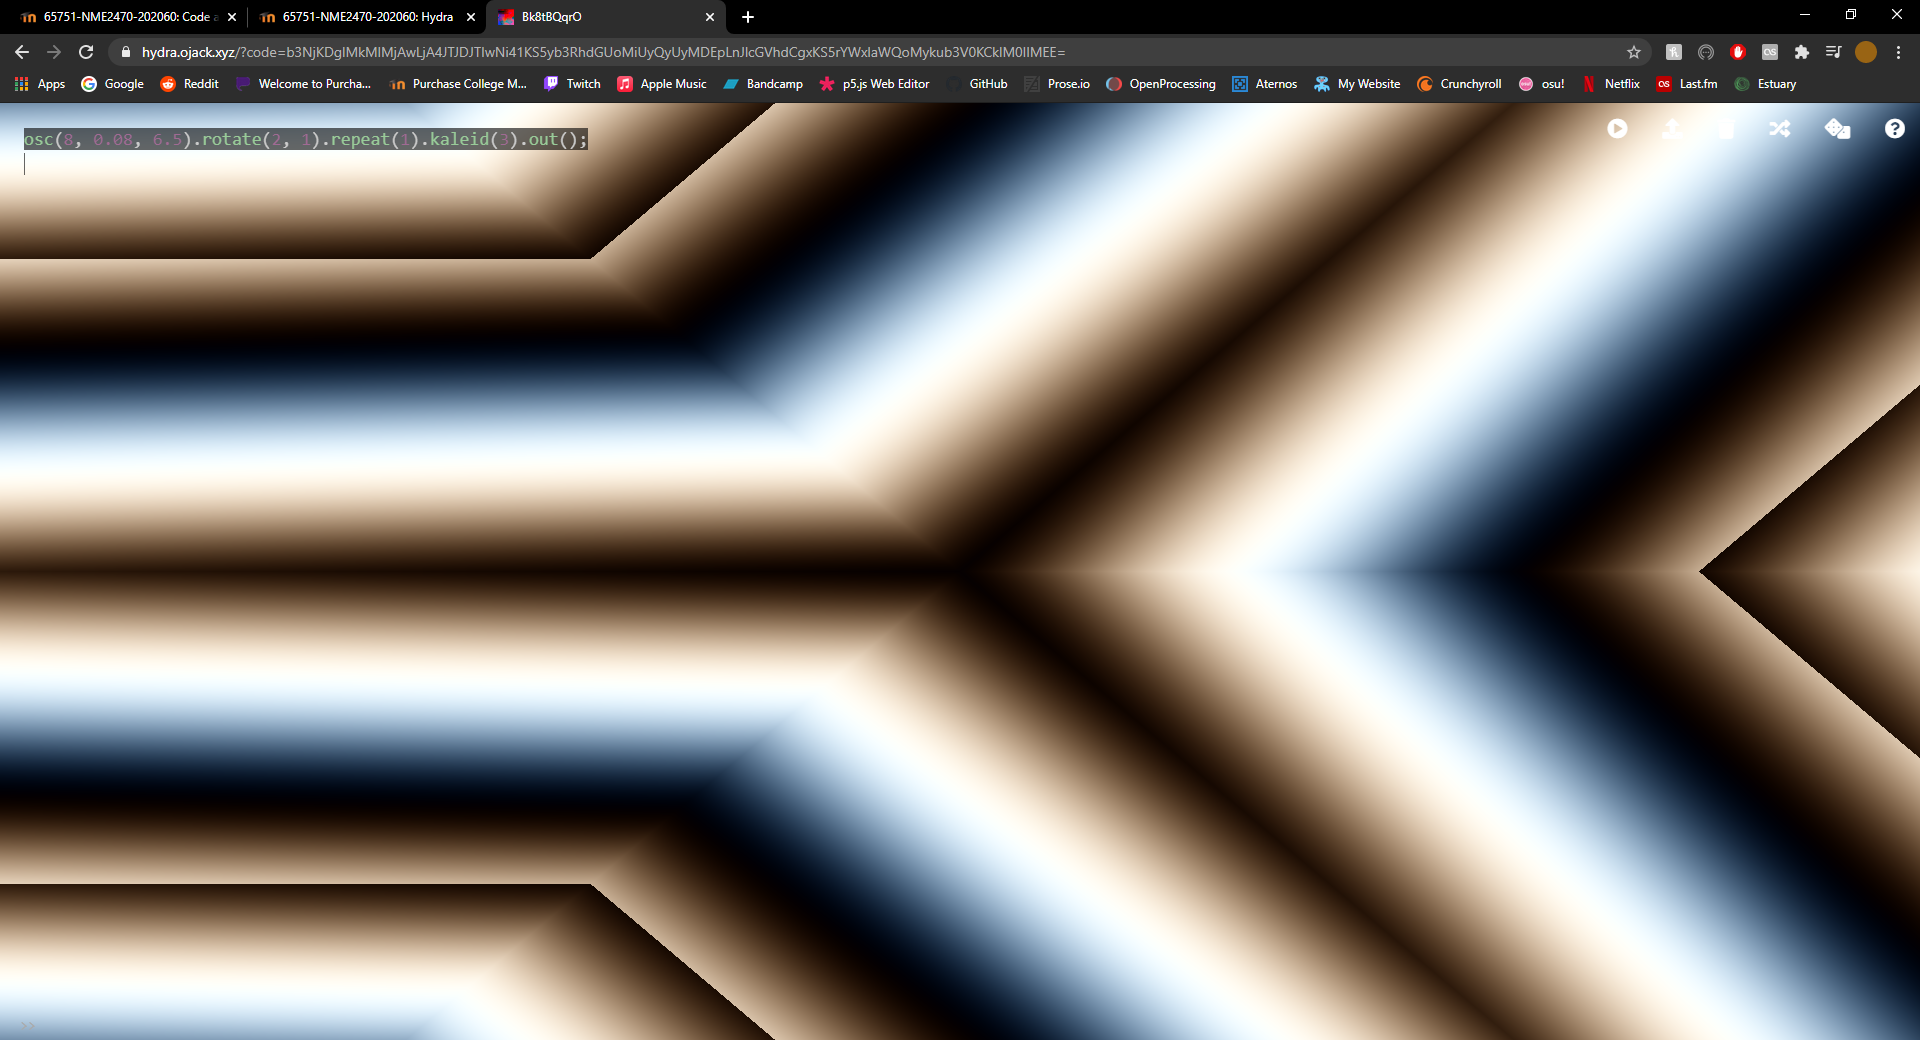 65751-NME2470-202060: Code a
65751-NME2470-202060: Hydra
Bk8tBQqrO
hydra.ojack.xyz/?code=b3NjKDglMkMlMjAwLjA4JTJDJTIwNi41KS5yb3RhdGUoMiUyQyUyMDEpLnJlcGVhdCgxKS5rYWxlaWQoMykub3V0KCklM0IlMEE=
Apps Google Reddit Welcome to Purcha... Purchase College M... Twitch Apple Music Bandcamp p5.js Web Editor GitHub Prose.io OpenProcessing Aternos My Website Crunchyroll osu! Netflix Last.fm Estuary
osc(8, 0.08, 6.5).rotate(2, 1).repeat(1).kaleid(3).out();
>>